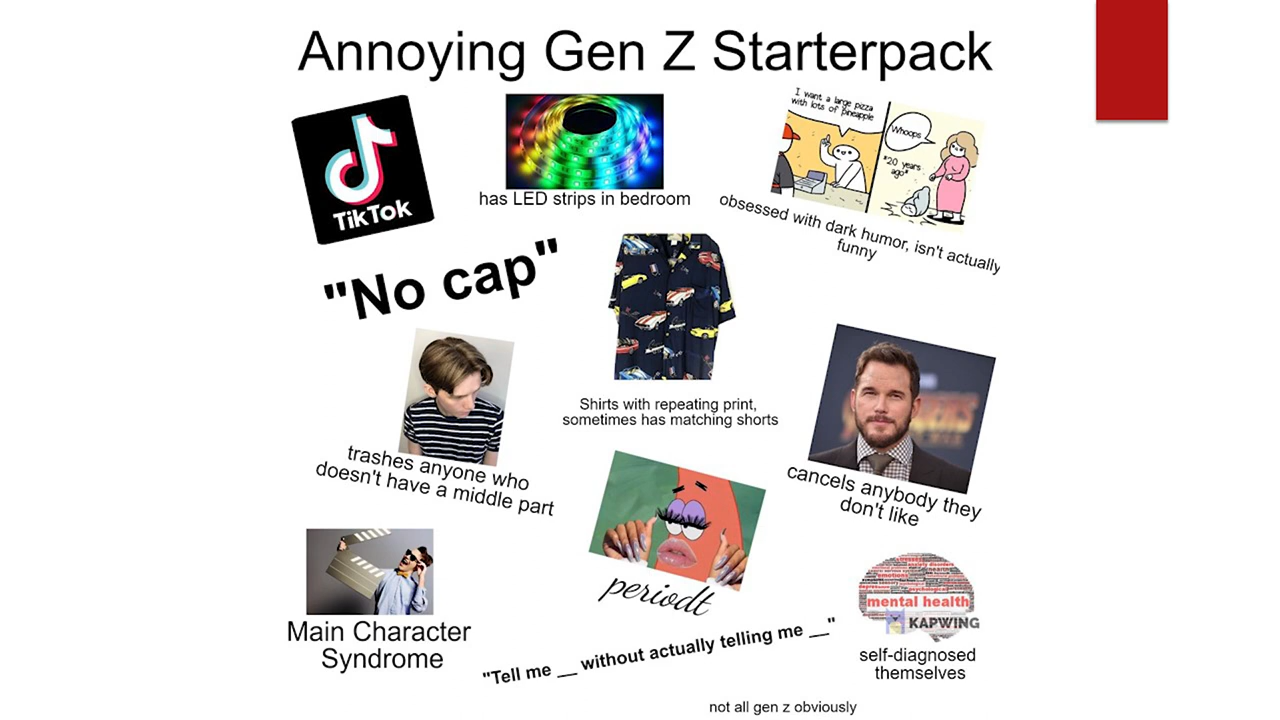 Annoying Gen Z Starterpack
TikTok
has LED strips in bedroom
I want a large pizza
with lots of pineapple
Whoops
*20 years
ago*
obsessed with dark humor, isn't actually
funny
"No cap"
Shirts with repeating print,
sometimes has matching shorts
trashes anyone who
doesn't have a middle part
cancels anybody they
don't like
periodt
Main Character
Syndrome
"Tell me __ without actually telling me __"
mental health
KAPWING
self-diagnosed
themselves
not all gen z obviously